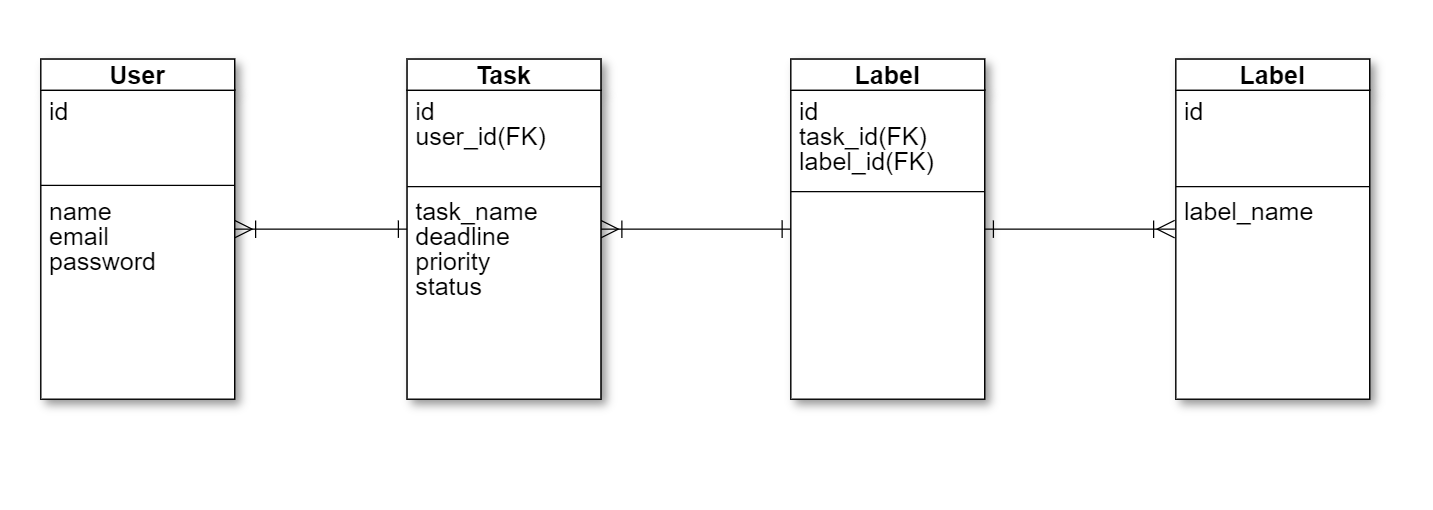 User
id
name
email
password
Task
id
user_id(FK)
task_name
deadline
priority
status
Label
id
task_id(FK)
label_id(FK)
Label
id
label_name